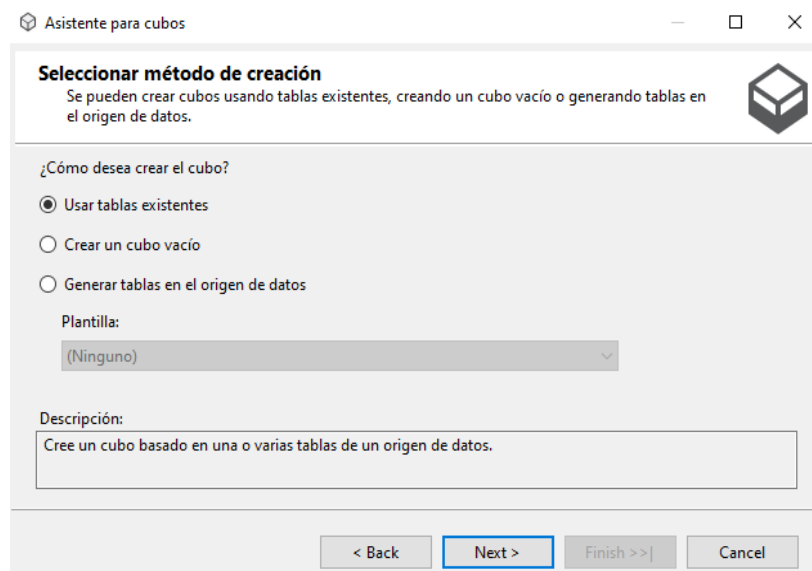 Asistente para cubos
Seleccionar método de creación
Se pueden crear cubos usando tablas existentes, creando un cubo vacío o generando tablas en
el origen de datos.
¿Cómo desea crear el cubo?
Usar tablas existentes
Crear un cubo vacío
Generar tablas en el origen de datos
Plantilla:
(Ninguno)
Descripción:
Cree un cubo basado en una o varias tablas de un origen de datos.
< Back
Next >
Finish >>|
Cancel